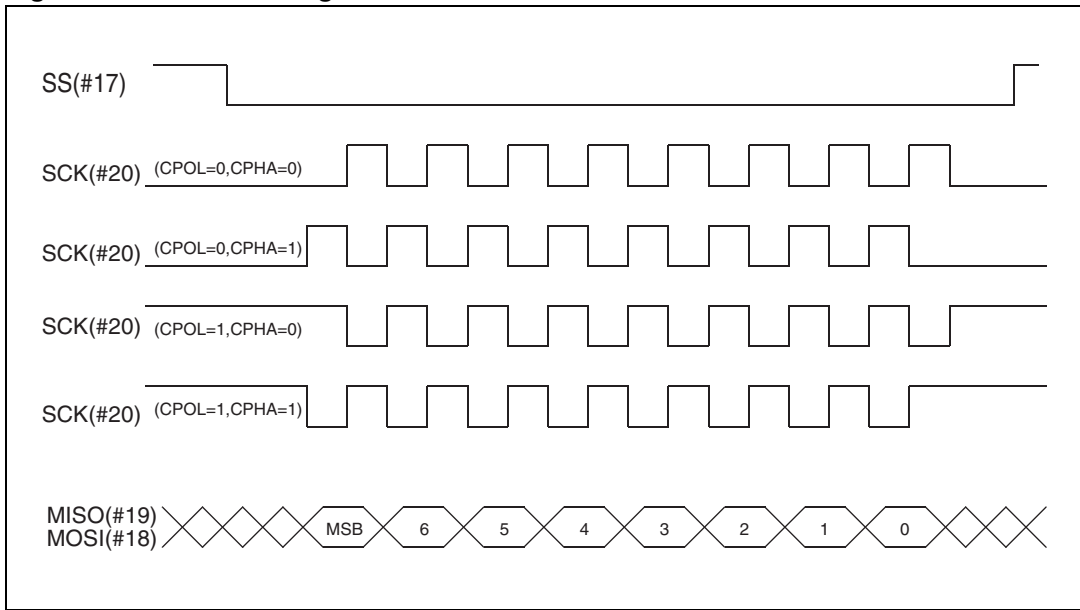 SS(#17)
SCK(#20) (CPOL=0,CPHA=0)
SCK(#20) (CPOL=0,CPHA=1)
SCK(#20) (CPOL=1,CPHA=0)
SCK(#20) (CPOL=1,CPHA=1)
MISO(#19)
MOSI(#18)
MSB 6 5 4 3 2 1 0